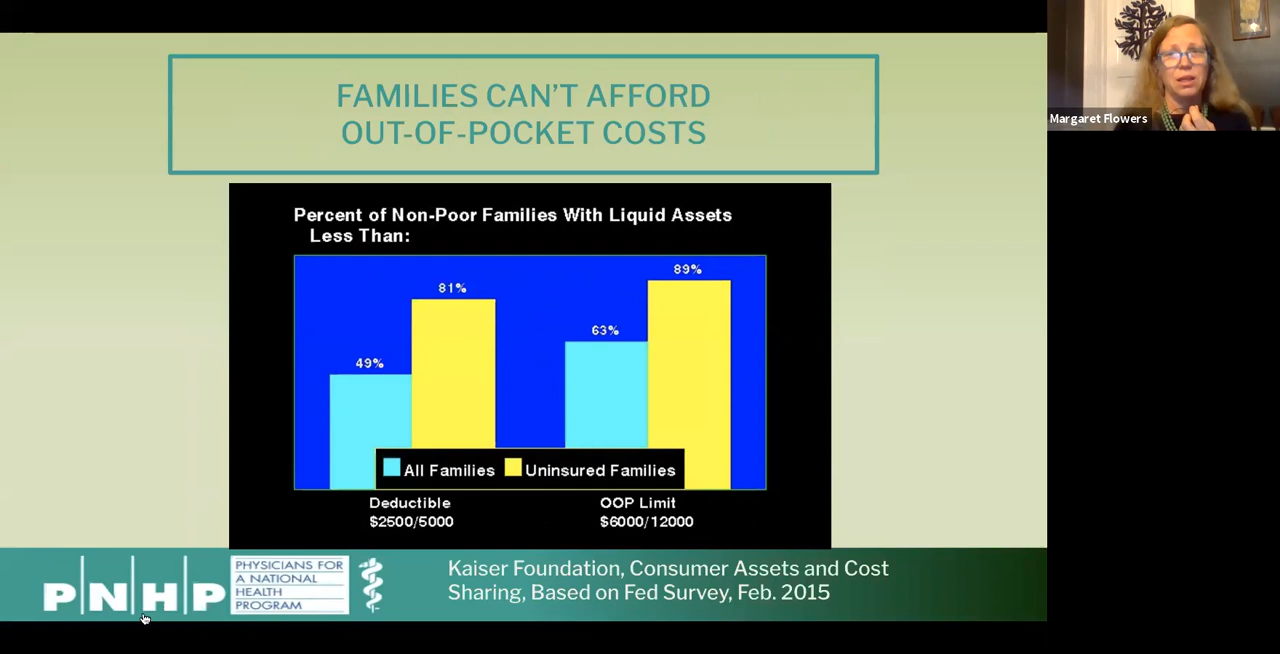 FAMILIES CAN'T AFFORD
OUT-OF-POCKET COSTS
Margaret Flowers
Percent of Non-Poor Families With Liquid Assets
Less Than:
49%
81%
63%
89%
All Families
Uninsured Families
Deductible
$2500/5000
OOP Limit
$6000/12000
PNHP
PHYSICIANS FOR
A NATIONAL
HEALTH
PROGRAM
Kaiser Foundation, Consumer Assets and Cost
Sharing, Based on Fed Survey, Feb. 2015